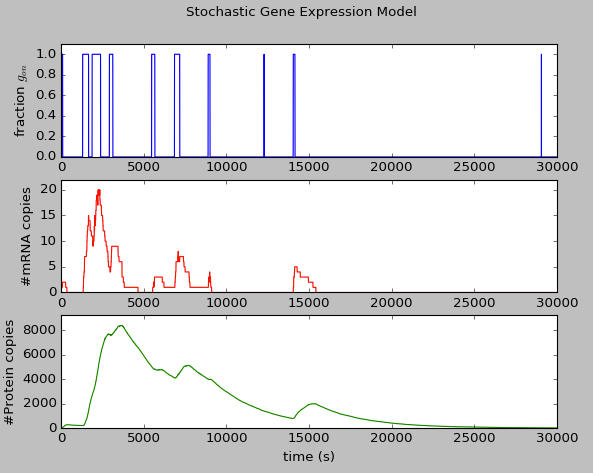 Stochastic Gene Expression Model
fraction g_on
1.0
0.8
0.6
0.4
0.2
0.0
0 5000 10000 15000 20000 25000 30000
#mRNA copies
20
15
10
5
0
0 5000 10000 15000 20000 25000 30000
#Protein copies
8000
6000
4000
2000
0
0 5000 10000 15000 20000 25000 30000
time (s)